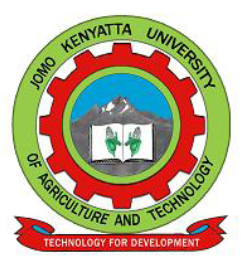 JOMO KENYATTA UNIVERSITY
OF AGRICULTURE AND TECHNOLOGY
TECHNOLOGY FOR DEVELOPMENT